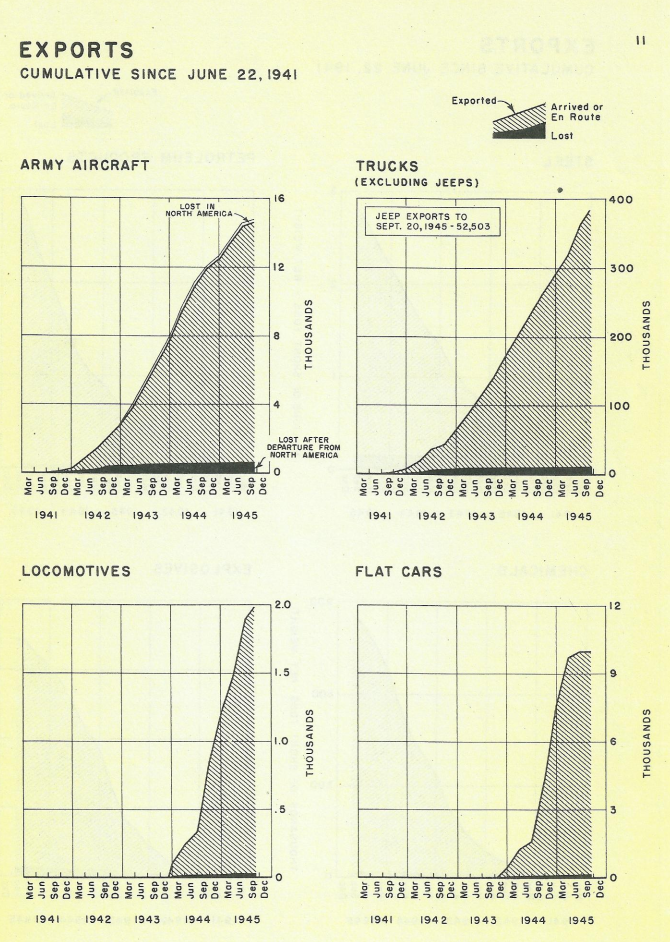 11
EXPORTS
CUMULATIVE SINCE JUNE 22, 1941
Exported
Arrived or
En Route
Lost
ARMY AIRCRAFT
LOST IN
NORTH AMERICA
16
12
8
4
0
THOUSANDS
LOST AFTER
DEPARTURE FROM
NORTH AMERICA
Mar Jun Sep Dec Mar Jun Sep Dec Mar Jun Sep Dec Mar Jun Sep Dec Mar Jun Sep Dec
1941 1942 1943 1944 1945
TRUCKS
(EXCLUDING JEEPS)
JEEP EXPORTS TO
SEPT. 20, 1945 - 52,503
400
300
200
100
0
THOUSANDS
Mar Jun Sep Dec Mar Jun Sep Dec Mar Jun Sep Dec Mar Jun Sep Dec Mar Jun Sep Dec
1941 1942 1943 1944 1945
LOCOMOTIVES
2.0
1.5
1.0
.5
0
THOUSANDS
Mar Jun Sep Dec Mar Jun Sep Dec Mar Jun Sep Dec Mar Jun Sep Dec Mar Jun Sep Dec
1941 1942 1943 1944 1945
FLAT CARS
12
9
6
3
0
THOUSANDS
Mar Jun Sep Dec Mar Jun Sep Dec Mar Jun Sep Dec Mar Jun Sep Dec Mar Jun Sep Dec
1941 1942 1943 1944 1945